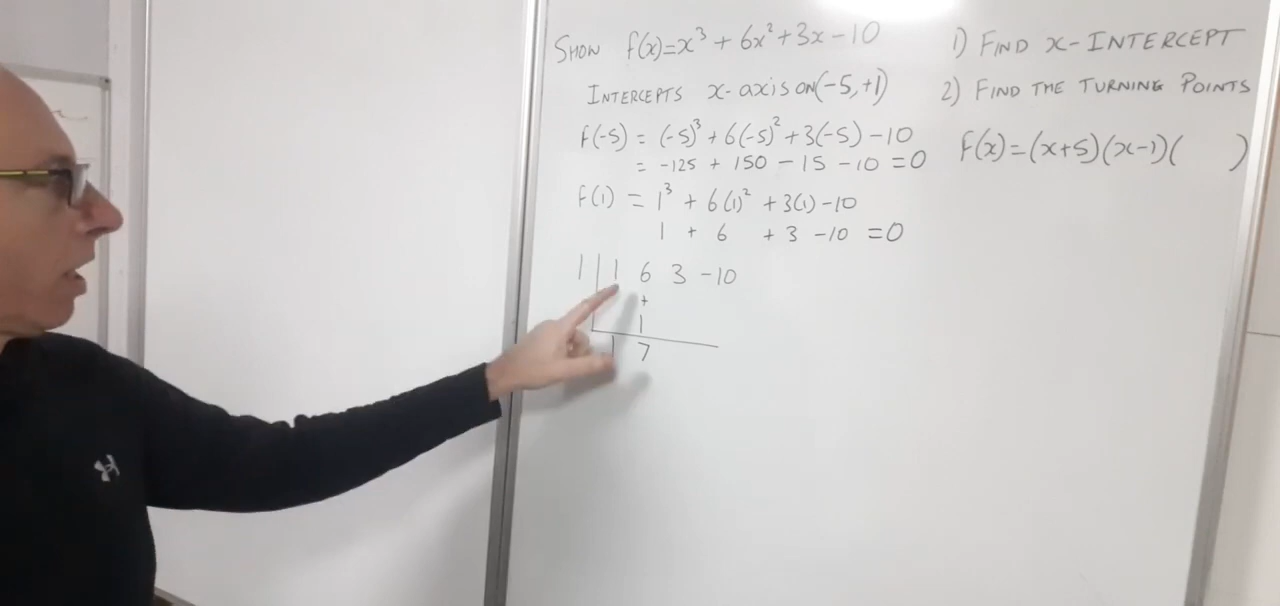 SHOW f(x)=x³+6x²+3x-10
INTERCEPTS x-axis on(-5,+1)
f(-5) = (-5)³+6(-5)²+3(-5)-10
= -125 + 150 - 15 - 10 = 0
f(1) = 1³ + 6(1)² + 3(1) - 10
1 + 6 + 3 - 10 = 0
1 | 1 6 3 -10
+
1
1 7
1) FIND x-INTERCEPT
2) FIND THE TURNING POINTS
f(x)=(x+5)(x-1)( )